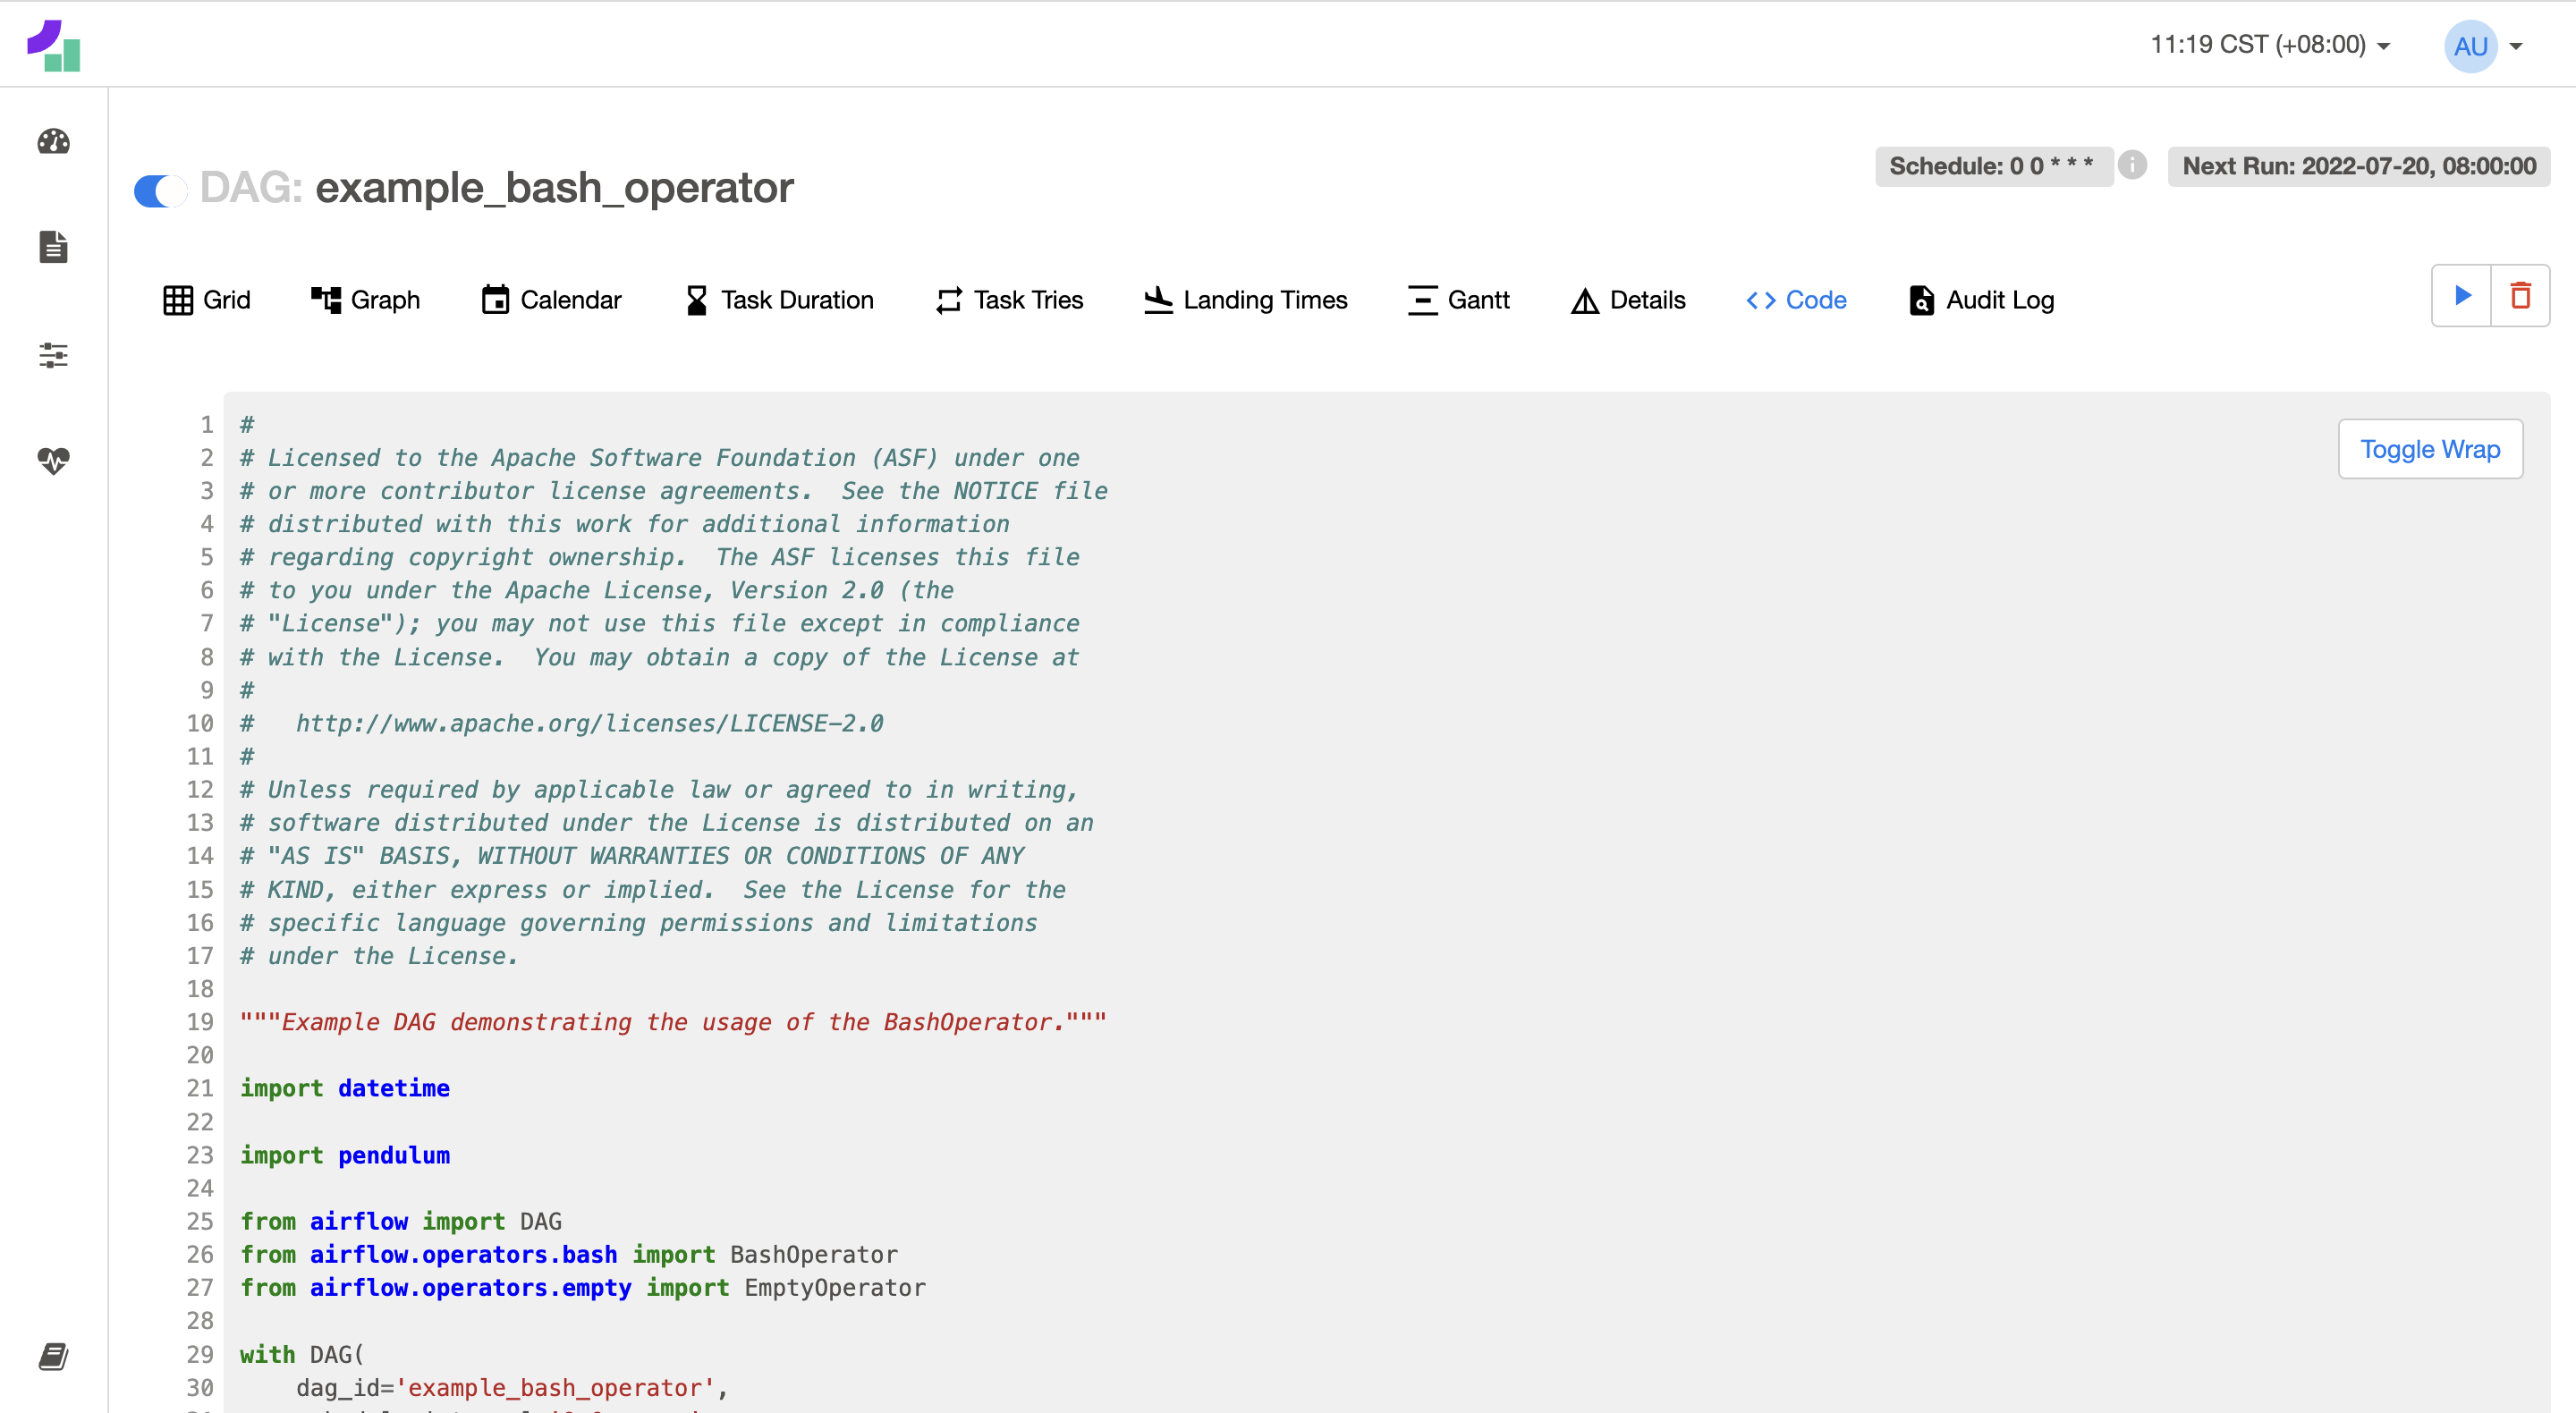 11:19 CST (+08:00)
AU
DAG: example_bash_operator
Schedule: 0 0 * * *
i
Next Run: 2022-07-20, 08:00:00
Grid
Graph
Calendar
Task Duration
Task Tries
Landing Times
Gantt
Details
Code
Audit Log
Toggle Wrap
1 #
2 # Licensed to the Apache Software Foundation (ASF) under one
3 # or more contributor license agreements.  See the NOTICE file
4 # distributed with this work for additional information
5 # regarding copyright ownership.  The ASF licenses this file
6 # to you under the Apache License, Version 2.0 (the
7 # "License"); you may not use this file except in compliance
8 # with the License.  You may obtain a copy of the License at
9 #
10 #   http://www.apache.org/licenses/LICENSE-2.0
11 #
12 # Unless required by applicable law or agreed to in writing,
13 # software distributed under the License is distributed on an
14 # "AS IS" BASIS, WITHOUT WARRANTIES OR CONDITIONS OF ANY
15 # KIND, either express or implied.  See the License for the
16 # specific language governing permissions and limitations
17 # under the License.
18
19 """Example DAG demonstrating the usage of the BashOperator."""
20
21 import datetime
22
23 import pendulum
24
25 from airflow import DAG
26 from airflow.operators.bash import BashOperator
27 from airflow.operators.empty import EmptyOperator
28
29 with DAG(
30     dag_id='example_bash_operator',